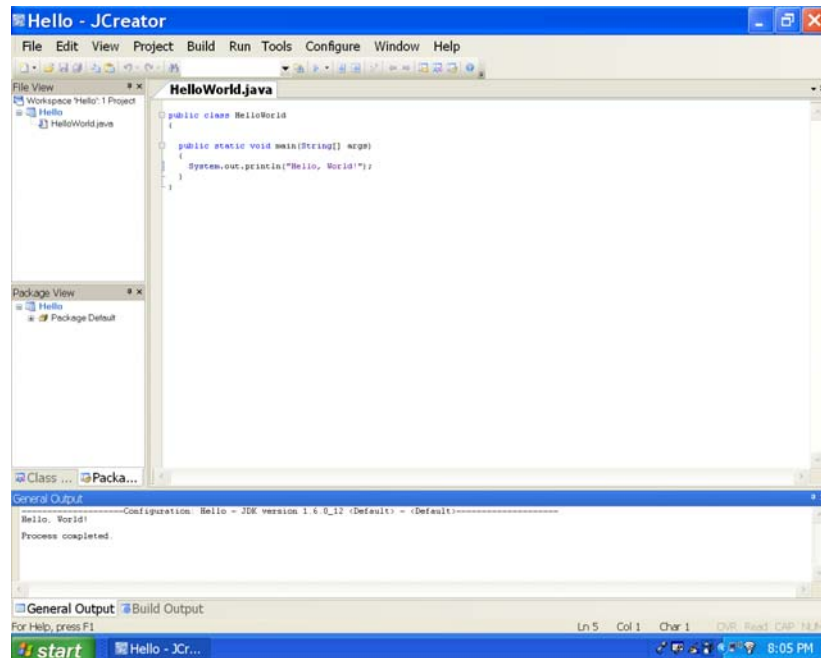 Hello - JCreator
File Edit View Project Build Run Tools Configure Window Help
File View
HelloWorld.java
Workspace 'Hello': 1 Project
Hello
HelloWorld.java
public class HelloWorld
{
public static void main(String[] args)
{
System.out.println("Hello, World!");
}
}
Package View
Hello
Package Default
Class ... Packa...
General Output
--------------------Configuration: Hello - JDK version 1.6.0_12 <Default> - <Default>--------------------
Hello, World!
Process completed.
General Output Build Output
For Help, press F1
Ln 5 Col 1 Char 1 OVR Read CAP NUM
start Hello - JCr... 8:05 PM